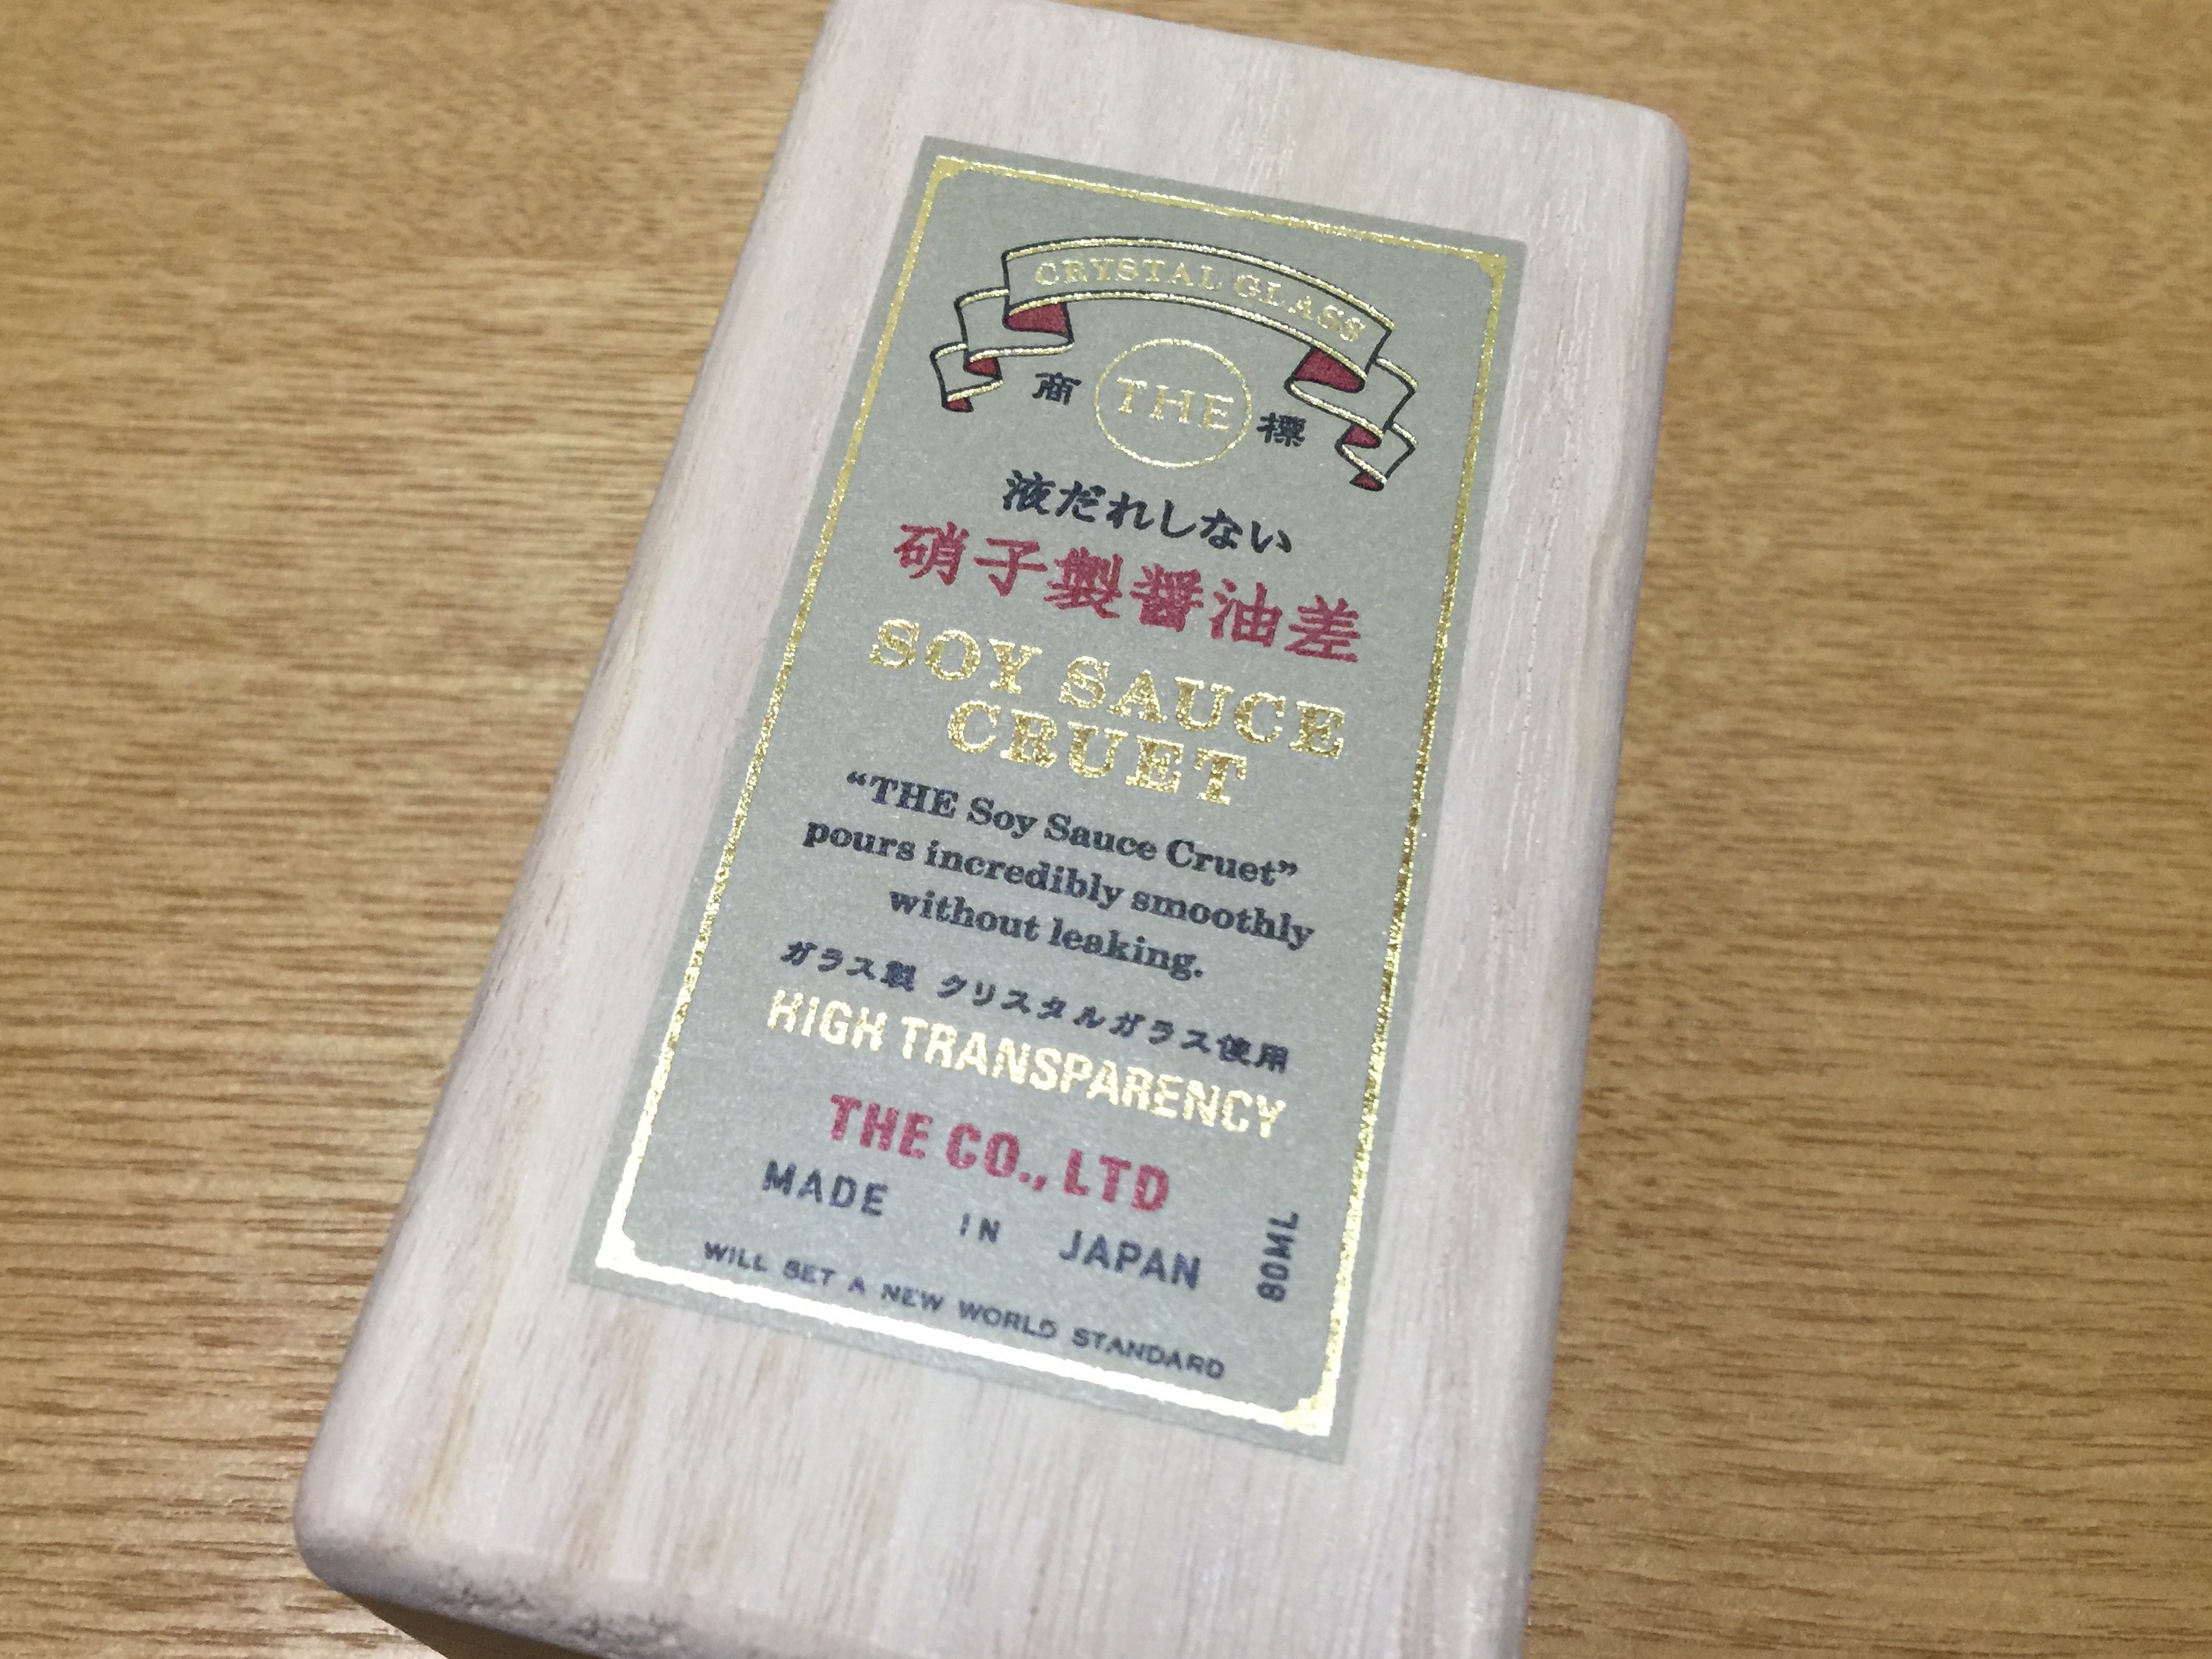 CRYSTAL GLASS
商 THE 標
液だれしない
硝子製醤油差
SOY SAUCE
CRUET
“THE Soy Sauce Cruet”
pours incredibly smoothly
without leaking.
ガラス製 クリスタルガラス使用
HIGH TRANSPARENCY
THE CO., LTD
MADE IN JAPAN
80ML
WILL SET A NEW WORLD STANDARD